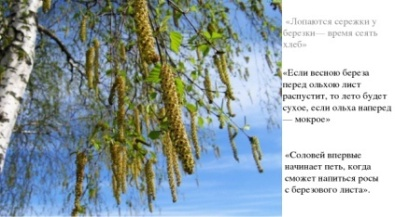 «Лопаются сережки у
березки— время сеять
хлеб»
«Если весною береза
перед ольхою лист
распустит, то лето будет
сухое, если ольха наперед
— мокрое»
«Соловей впервые
начинает петь, когда
сможет напиться росы
с березового листа».